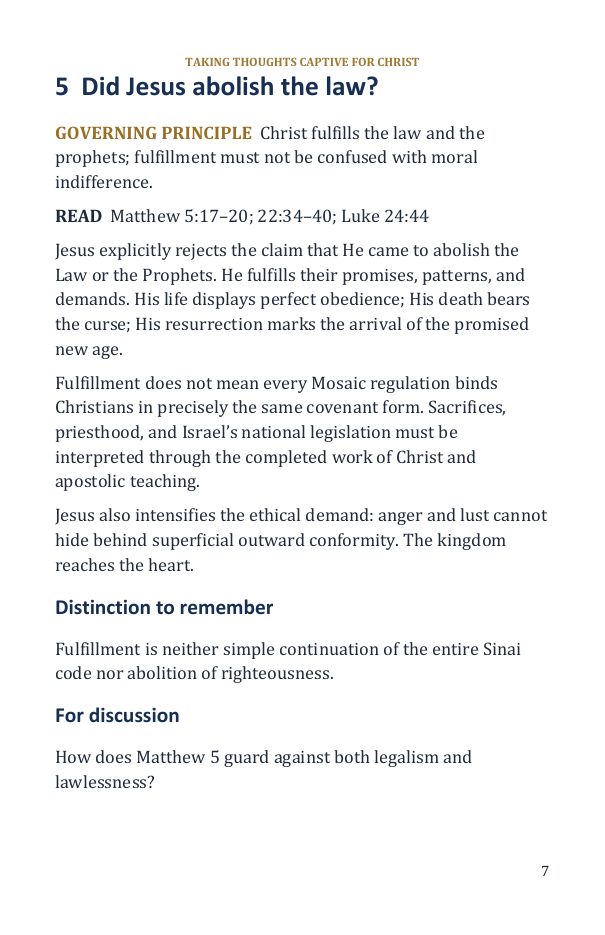 TAKING THOUGHTS CAPTIVE FOR CHRIST
5 Did Jesus abolish the law?
GOVERNING PRINCIPLE Christ fulfills the law and the
prophets; fulfillment must not be confused with moral
indifference.
READ Matthew 5:17–20; 22:34–40; Luke 24:44
Jesus explicitly rejects the claim that He came to abolish the
Law or the Prophets. He fulfills their promises, patterns, and
demands. His life displays perfect obedience; His death bears
the curse; His resurrection marks the arrival of the promised
new age.
Fulfillment does not mean every Mosaic regulation binds
Christians in precisely the same covenant form. Sacrifices,
priesthood, and Israel’s national legislation must be
interpreted through the completed work of Christ and
apostolic teaching.
Jesus also intensifies the ethical demand: anger and lust cannot
hide behind superficial outward conformity. The kingdom
reaches the heart.
Distinction to remember
Fulfillment is neither simple continuation of the entire Sinai
code nor abolition of righteousness.
For discussion
How does Matthew 5 guard against both legalism and
lawlessness?
7